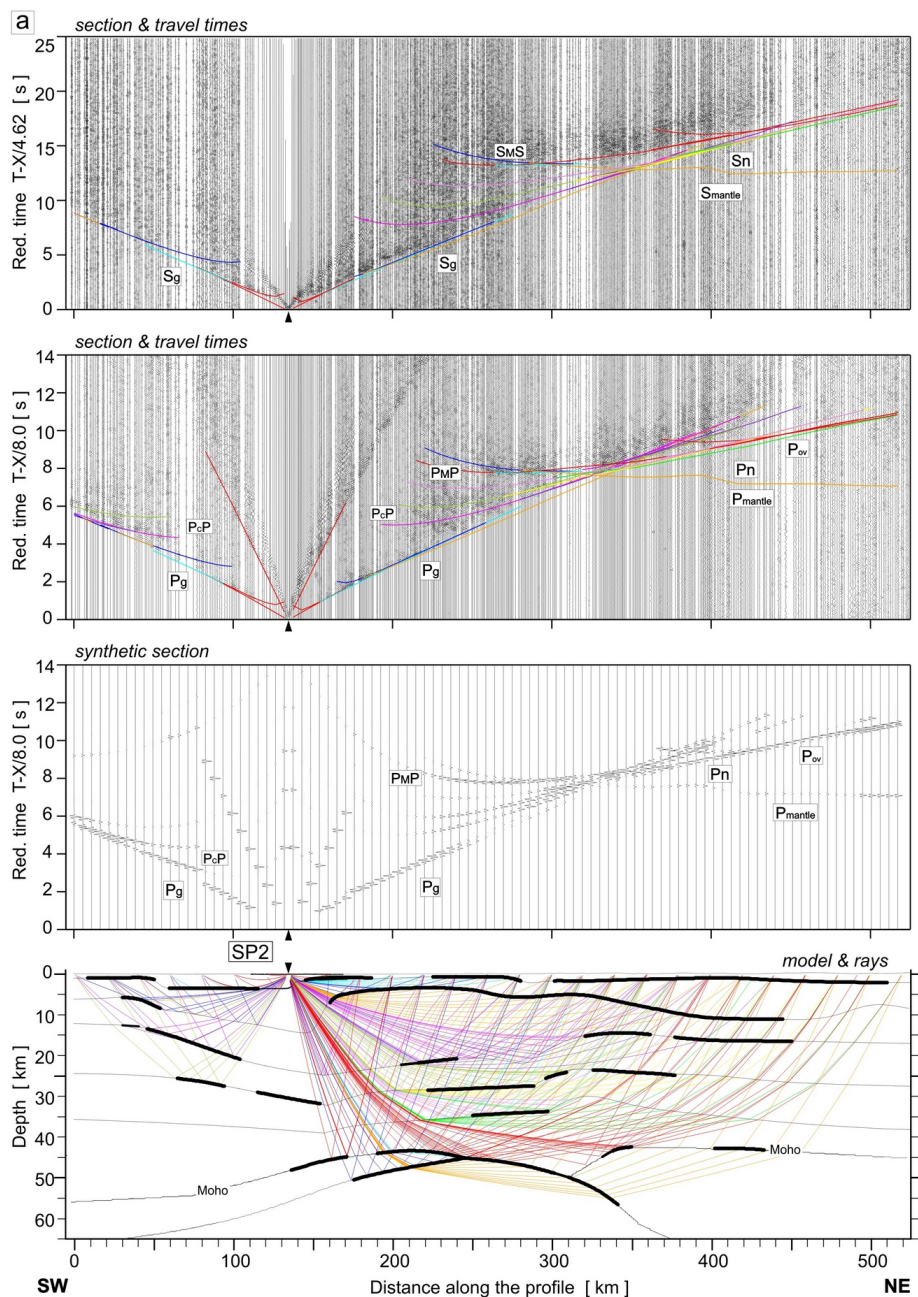 a
section & travel times
25
20
15
10
5
0
Red. time T-X/4.62 [ s ]
SMS
Sn
Smantle
Sg
Sg
section & travel times
14
12
10
8
6
4
2
0
Red. time T-X/8.0 [ s ]
PMP
Pov
Pn
Pmantle
PcP
PcP
Pg
Pg
synthetic section
14
12
10
8
6
4
2
0
Red. time T-X/8.0 [ s ]
PMP
Pn
Pov
Pmantle
PcP
Pg
Pg
SP2
model & rays
0
10
20
30
40
50
60
Depth [ km ]
Moho
Moho
0 100 200 300 400 500
SW Distance along the profile [ km ] NE